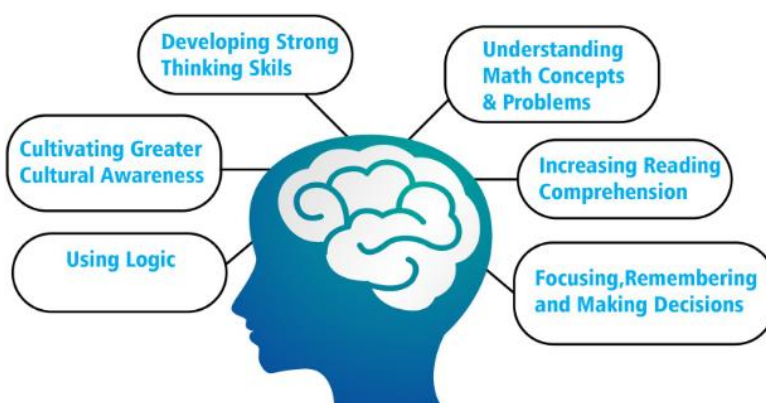 Developing Strong
Thinking Skils
Understanding
Math Concepts
& Problems
Cultivating Greater
Cultural Awareness
Increasing Reading
Comprehension
Using Logic
Focusing,Remembering
and Making Decisions